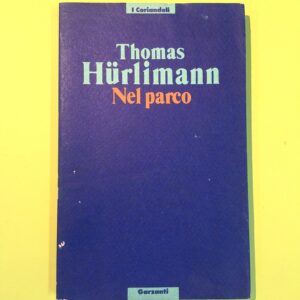 I Coriandoli
Thomas
Hürlimann
Nel parco
Garzanti